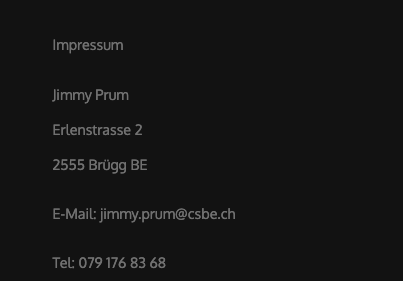 Impressum
Jimmy Prum
Erlenstrasse 2
2555 Brügg BE
E-Mail: jimmy.prum@csbe.ch
Tel: 079 176 83 68